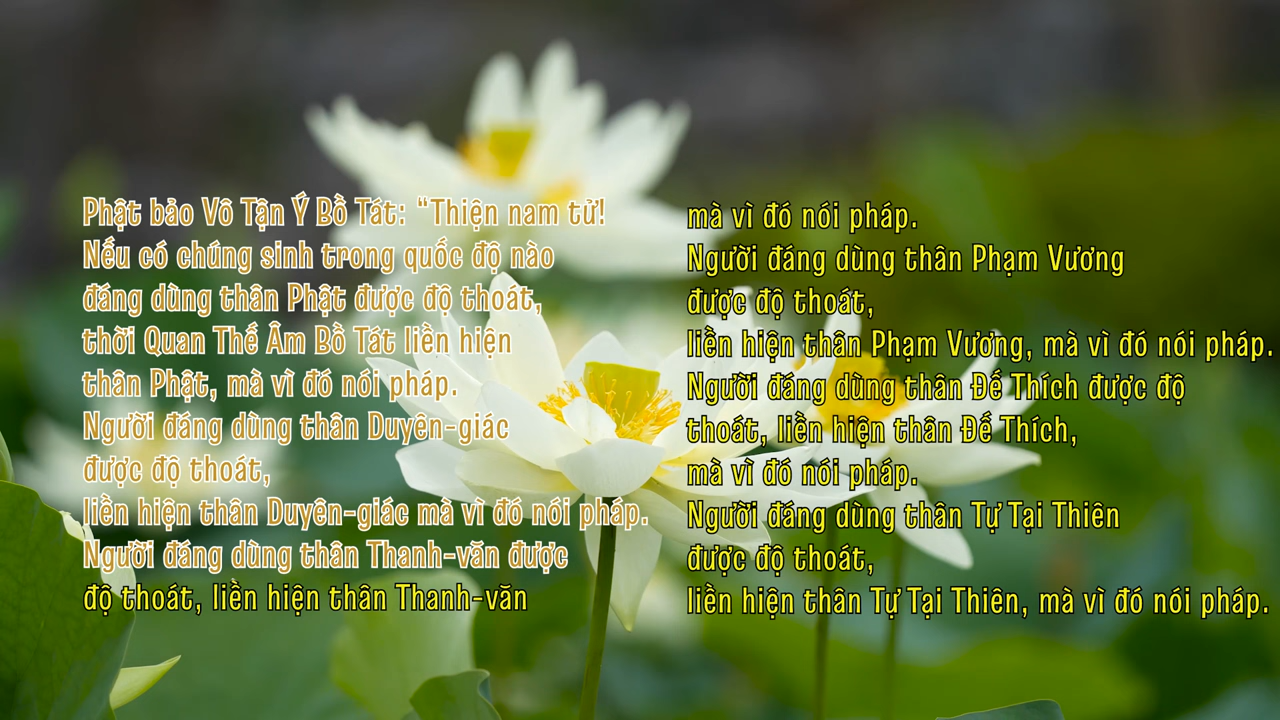 Phật bảo Vô Tận Ý Bồ Tát: “Thiện nam tử!
Nếu có chúng sinh trong quốc độ nào
đáng dùng thân Phật được độ thoát,
thời Quan Thế Âm Bồ Tát liền hiện
thân Phật, mà vì đó nói pháp.
Người đáng dùng thân Duyên-giác
được độ thoát,
liền hiện thân Duyên-giác mà vì đó nói pháp.
Người đáng dùng thân Thanh-văn được
độ thoát, liền hiện thân Thanh-văn
mà vì đó nói pháp.
Người đáng dùng thân Phạm Vương
được độ thoát,
liền hiện thân Phạm Vương, mà vì đó nói pháp.
Người đáng dùng thân Đế Thích được độ
thoát, liền hiện thân Đế Thích,
mà vì đó nói pháp.
Người đáng dùng thân Tự Tại Thiên
được độ thoát,
liền hiện thân Tự Tại Thiên, mà vì đó nói pháp.